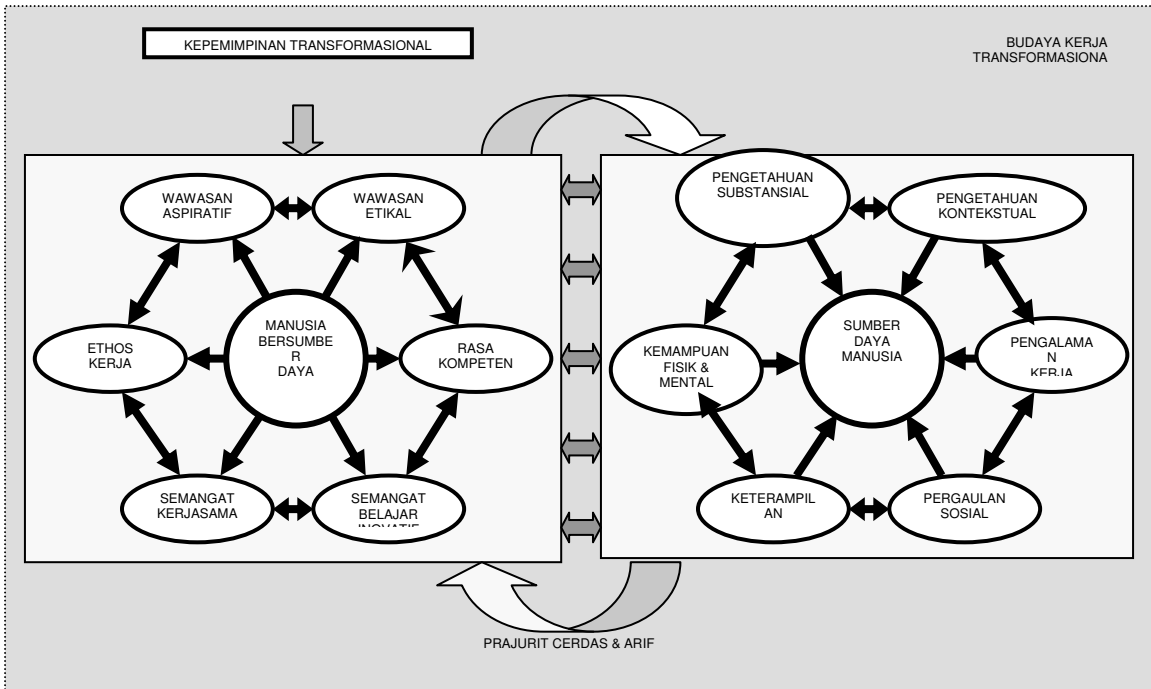 KEPEMIMPINAN TRANSFORMASIONAL
BUDAYA KERJA
TRANSFORMASIONA
WAWASAN
ASPIRATIF
WAWASAN
ETIKAL
MANUSIA
BERSUMBE
R
DAYA
ETHOS
KERJA
RASA
KOMPETEN
SEMANGAT
KERJASAMA
SEMANGAT
BELAJAR
INOVATIF
PENGETAHUAN
SUBSTANSIAL
PENGETAHUAN
KONTEKSTUAL
SUMBER
DAYA
MANUSIA
KEMAMPUAN
FISIK &
MENTAL
PENGALAMA
N
KERJA
KETERAMPIL
AN
PERGAULAN
SOSIAL
PRAJURIT CERDAS & ARIF